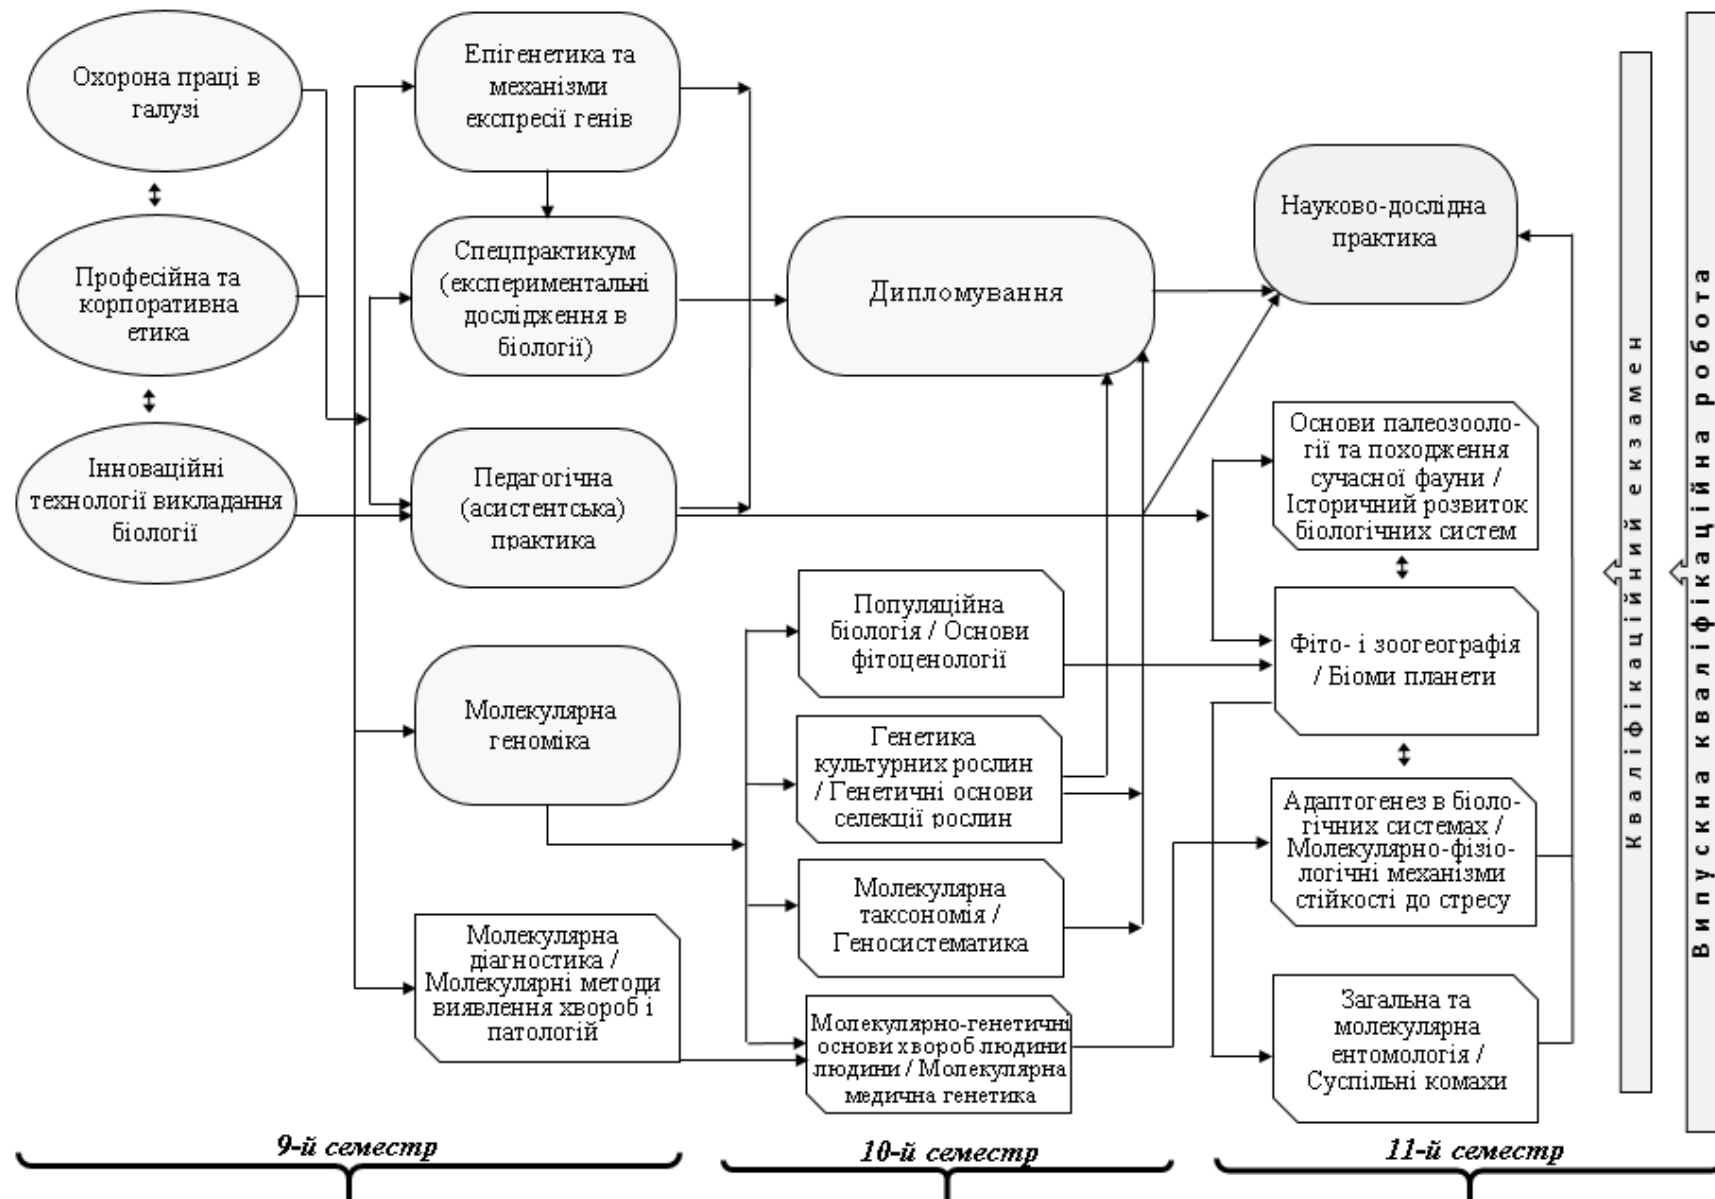 Охорона праці в
галузі
Професійна та
корпоративна
етика
Інноваційні
технології викладання
біології
Епігенетика та
механізми
експресії генів
Спецпрактикум
(експериментальні
дослідження в
біології)
Педагогічна
(асистентська)
практика
Молекулярна
геноміка
Молекулярна
діагностика /
Молекулярні методи
виявлення хвороб і
патологій
Дипломування
Популяційна
біологія / Основи
фітоценології
Генетика
культурних рослин
/ Генетичні основи
селекції рослин
Молекулярна
таксономія /
Геносистематика
Молекулярно-генетичні
основи хвороб людини
людини / Молекулярна
медична генетика
Науково-дослідна
практика
Основи палеозооло-
гії та походження
сучасної фауни /
Історичний розвиток
біологічних систем
Фіто- і зоогеографія
/ Біоми планети
Адаптогенез в біоло-
гічних системах /
Молекулярно-фізіо-
логічні механізми
стійкості до стресу
Загальна та
молекулярна
ентомологія /
Суспільні комахи
Кваліфікаційний екзамен
Випускна кваліфікаційна робота
9-й семестр
10-й семестр
11-й семестр